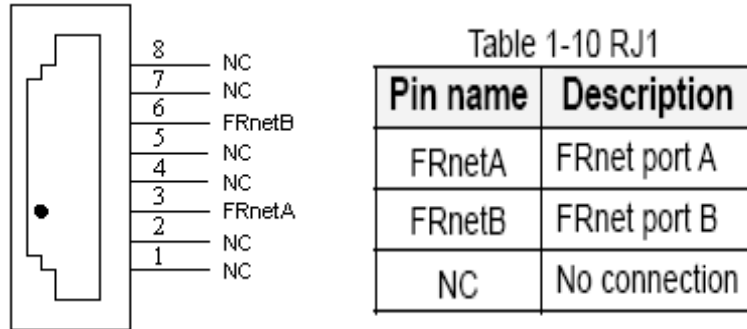 8 NC
7 NC
6 FRnetB
5 NC
4 NC
3 FRnetA
2 NC
1 NC
Table 1-10 RJ1
Pin name Description
FRnetA FRnet port A
FRnetB FRnet port B
NC No connection